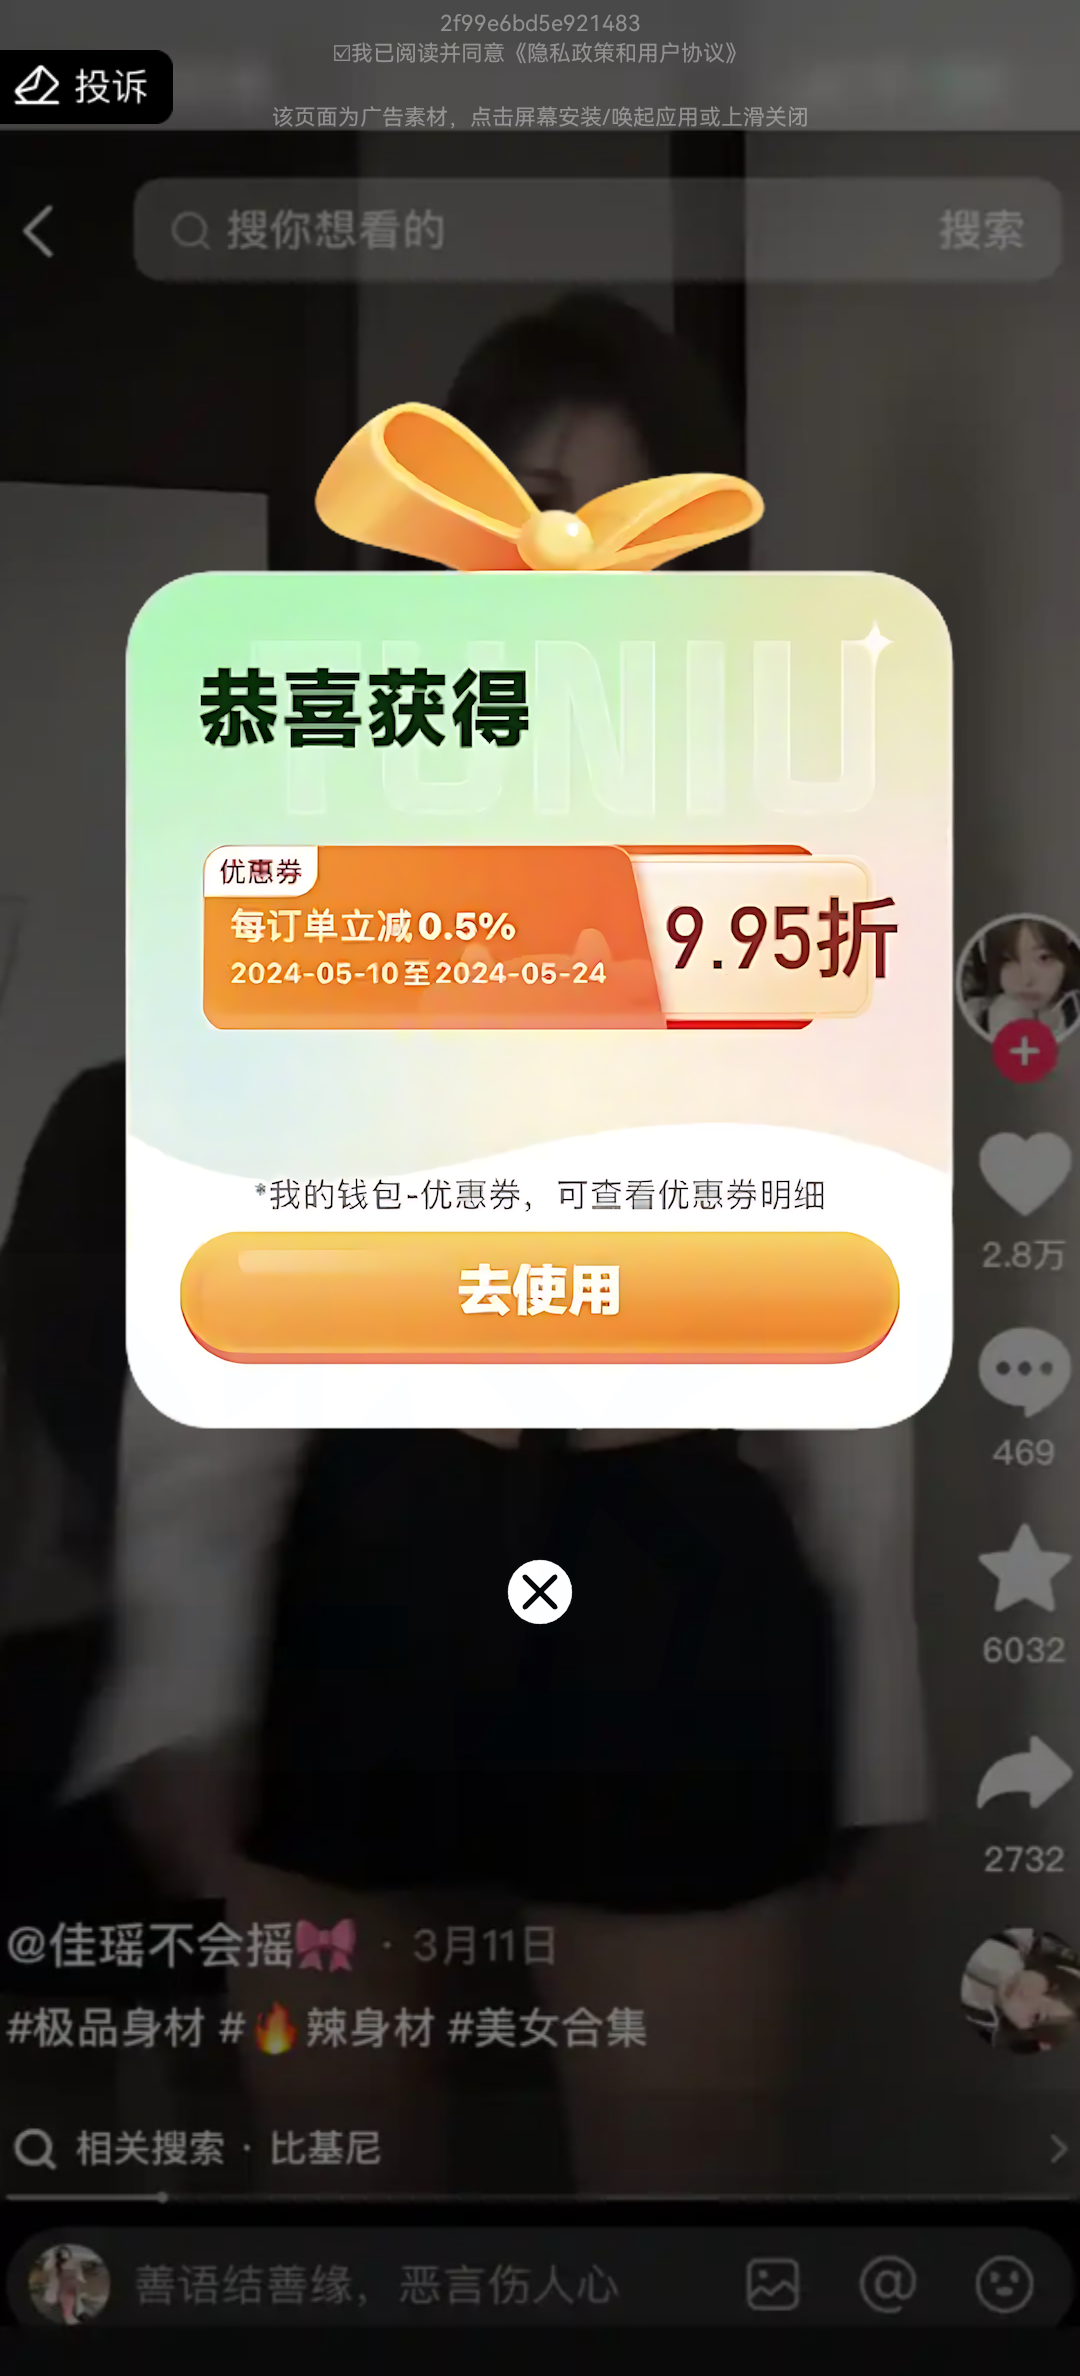 2f99e6bd5e921483
☑我已阅读并同意《隐私政策和用户协议》
投诉
该页面为广告素材，点击屏幕安装/唤起应用或上滑关闭
搜你想看的 搜索
TUNIU
恭喜获得
优惠券
每订单立减0.5%
2024-05-10至2024-05-24
9.95折
*我的钱包-优惠券，可查看优惠券明细
去使用
2.8万
469
6032
2732
@佳瑶不会摇🎀 · 3月11日
#极品身材 #🔥辣身材 #美女合集
相关搜索 · 比基尼
善语结善缘，恶言伤人心